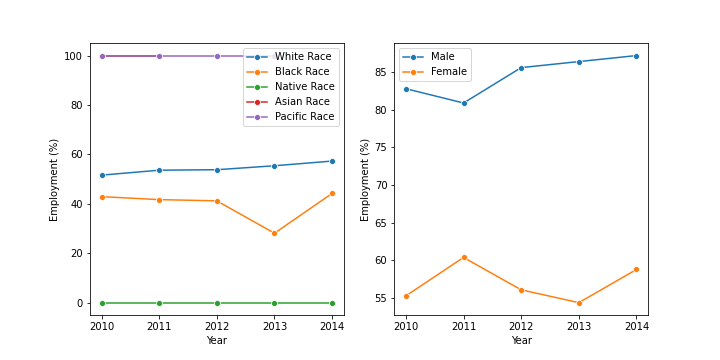 100
80
60
40
20
0
Employment (%)
2010 2011 2012 2013 2014
Year
White Race
Black Race
Native Race
Asian Race
Pacific Race
85
80
75
70
65
60
55
Employment (%)
2010 2011 2012 2013 2014
Year
Male
Female